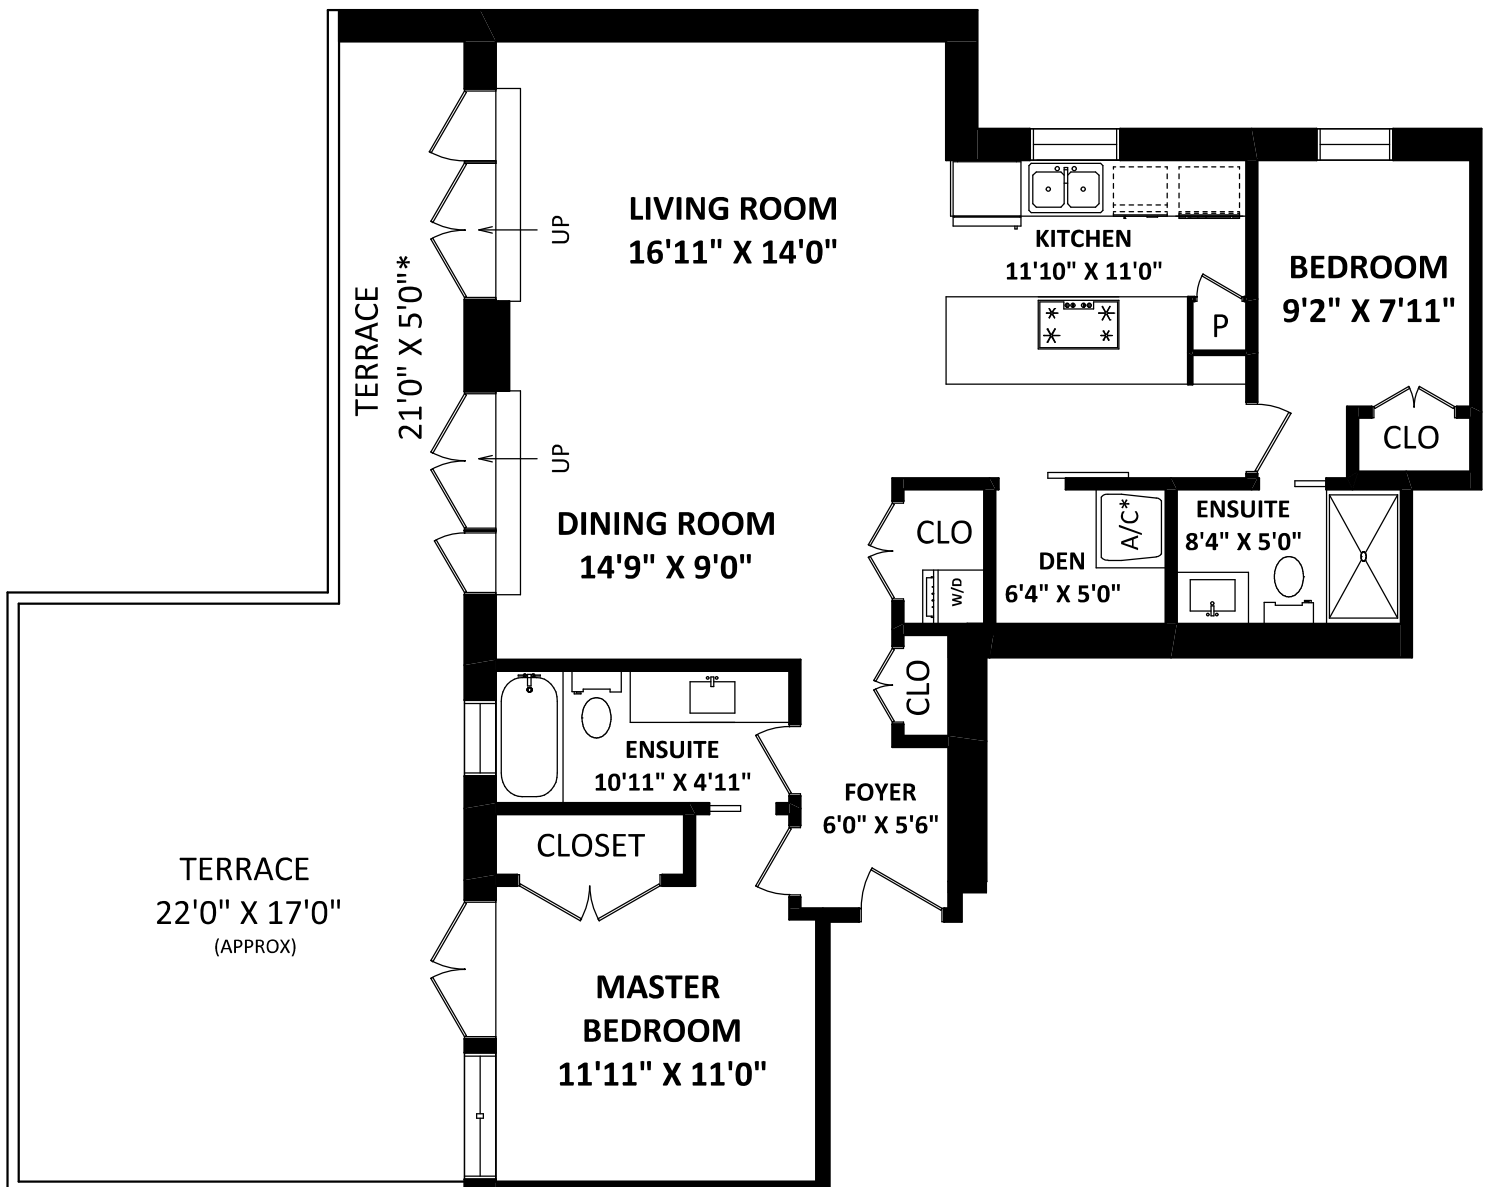 LIVING ROOM
16'11" X 14'0"
UP
TERRACE
21'0" X 5'0"*
KITCHEN
11'10" X 11'0"
P
BEDROOM
9'2" X 7'11"
CLO
UP
DINING ROOM
14'9" X 9'0"
CLO
W/D
DEN
6'4" X 5'0"
A/C*
ENSUITE
8'4" X 5'0"
CLO
ENSUITE
10'11" X 4'11"
FOYER
6'0" X 5'6"
CLOSET
TERRACE
22'0" X 17'0"
(APPROX)
MASTER
BEDROOM
11'11" X 11'0"